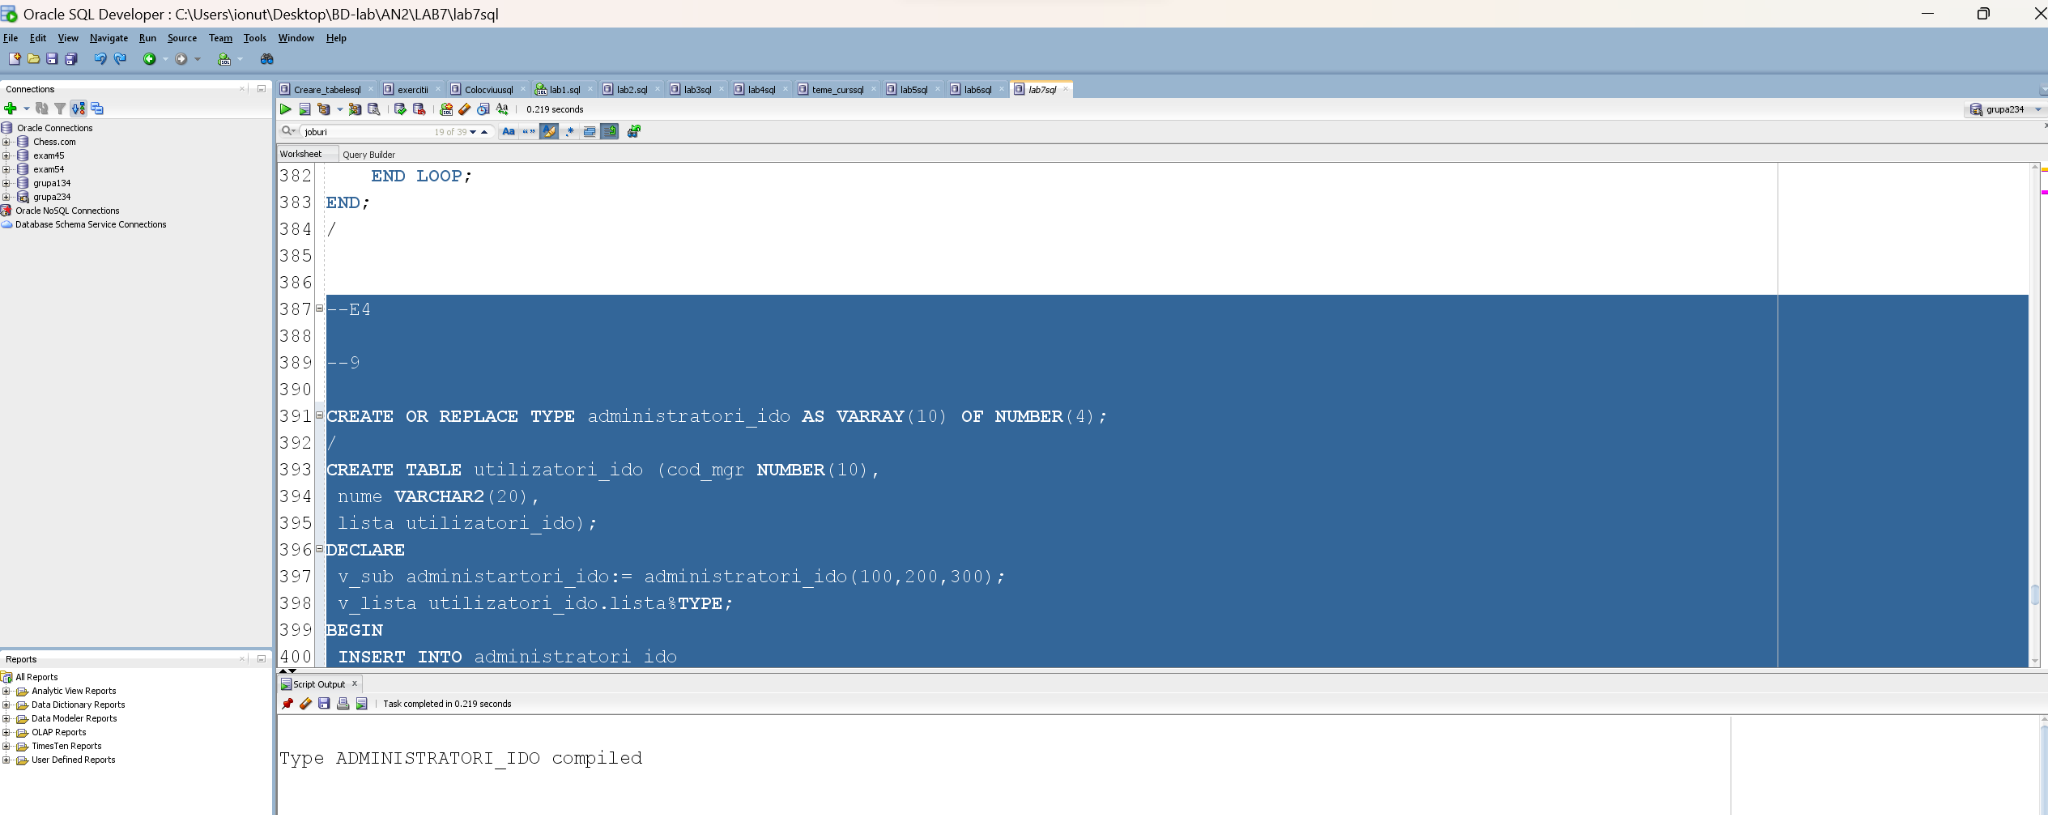 Oracle SQL Developer : C:\Users\ionut\Desktop\BD-lab\AN2\LAB7\lab7sql
File Edit View Navigate Run Source Team Tools Window Help
Connections
Oracle Connections
Chess.com
exam45
exam54
grupa134
grupa234
Oracle NoSQL Connections
Database Schema Service Connections
Reports
All Reports
Analytic View Reports
Data Dictionary Reports
Data Modeler Reports
OLAP Reports
TimesTen Reports
User Defined Reports
Creare_tabelesql exercitii Colocviuusql lab1.sql lab2.sql lab3sql lab4sql teme_curssql lab5sql lab6sql lab7sql
0.219 seconds
grupa234
joburi 19 of 39 Aa
Worksheet Query Builder
382 END LOOP;
383 END;
384 /
385
386
387 --E4
388
389 --9
390
391 CREATE OR REPLACE TYPE administratori_ido AS VARRAY(10) OF NUMBER(4);
392 /
393 CREATE TABLE utilizatori_ido (cod_mgr NUMBER(10),
394 nume VARCHAR2(20),
395 lista utilizatori_ido);
396 DECLARE
397 v_sub administartori_ido:= administratori_ido(100,200,300);
398 v_lista utilizatori_ido.lista%TYPE;
399 BEGIN
400 INSERT INTO administratori_ido
Script Output
Task completed in 0.219 seconds
Type ADMINISTRATORI_IDO compiled